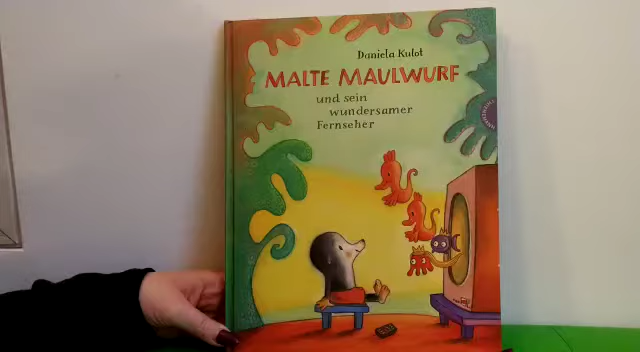 Daniela Kulot
MALTE MAULWURF
und sein
wundersamer
Fernseher